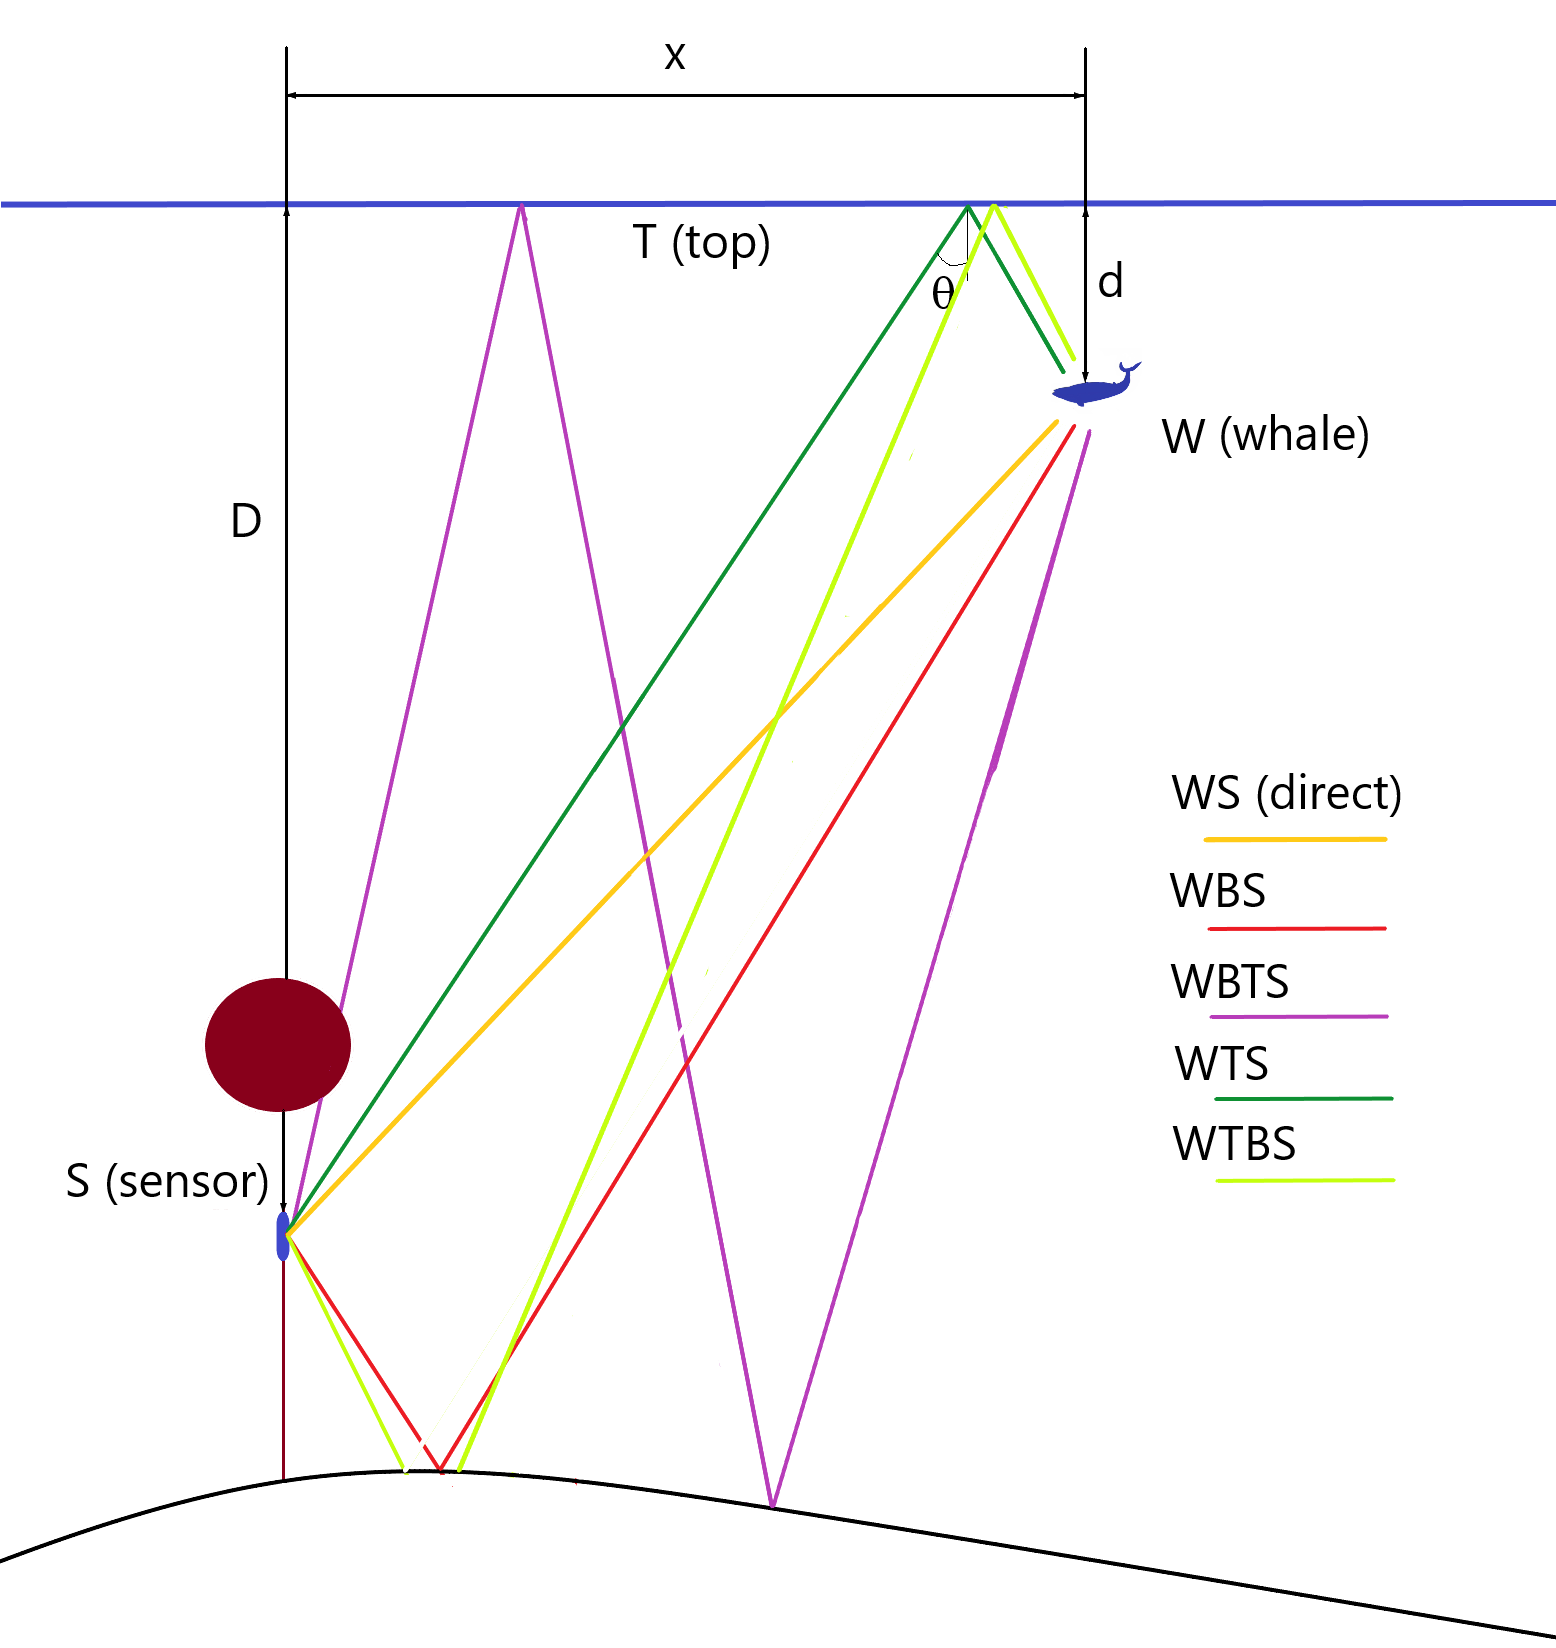 x
T (top)
θ
d
W (whale)
D
WS (direct)
WBS
WBTS
WTS
WTBS
S (sensor)